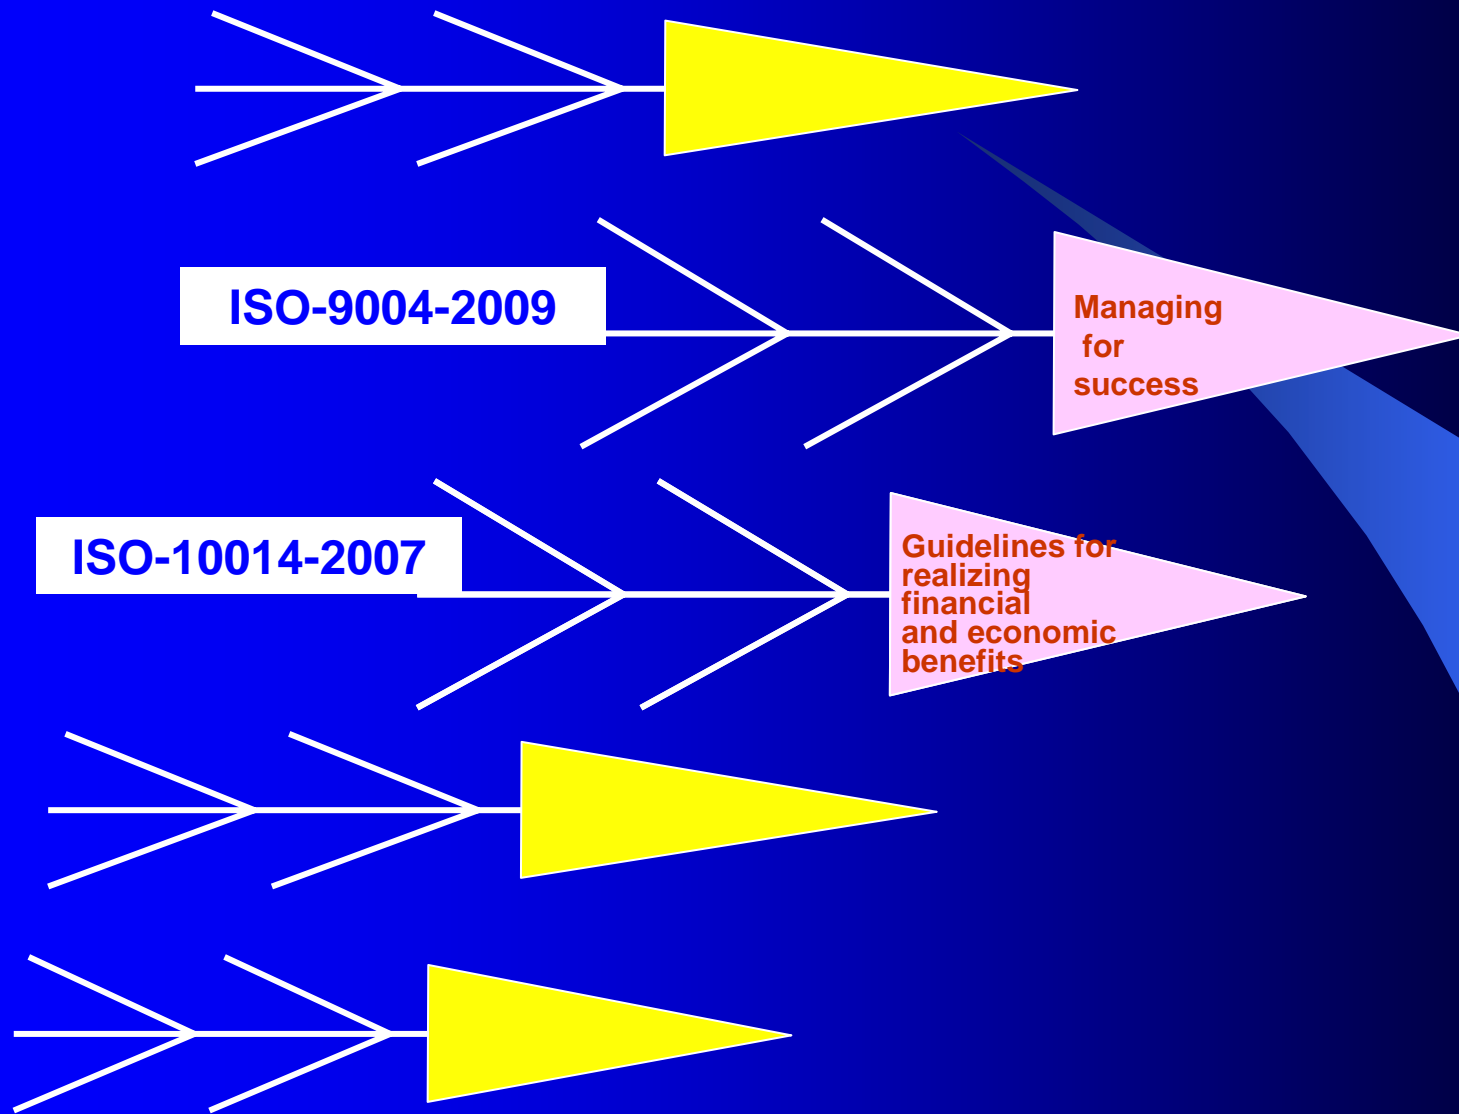 ISO-9004-2009
Managing
for
success
ISO-10014-2007
Guidelines for
realizing
financial
and economic
benefits